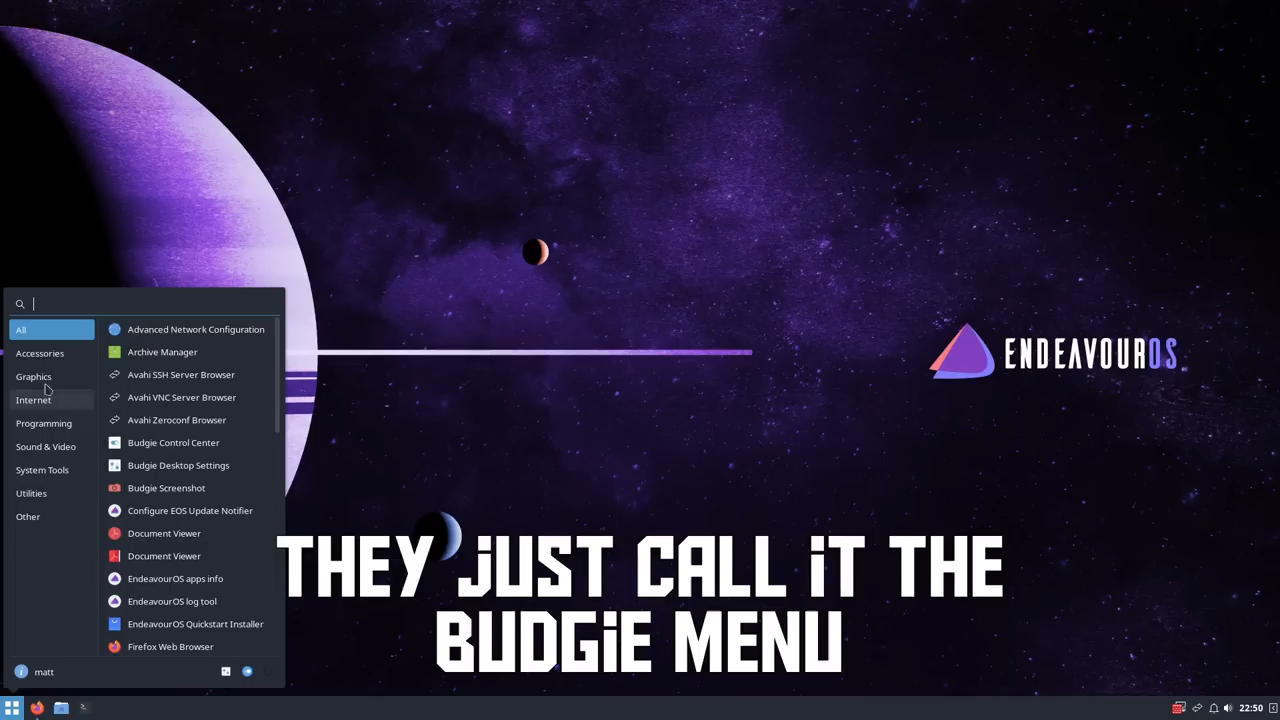 All
Accessories
Graphics
Internet
Programming
Sound & Video
System Tools
Utilities
Other
Advanced Network Configuration
Archive Manager
Avahi SSH Server Browser
Avahi VNC Server Browser
Avahi Zeroconf Browser
Budgie Control Center
Budgie Desktop Settings
Budgie Screenshot
Configure EOS Update Notifier
Document Viewer
Document Viewer
EndeavourOS apps info
EndeavourOS log tool
EndeavourOS Quickstart Installer
Firefox Web Browser
matt
ENDEAVOUROS
THEY JUST CALL IT THE
BUDGIE MENU
22:50